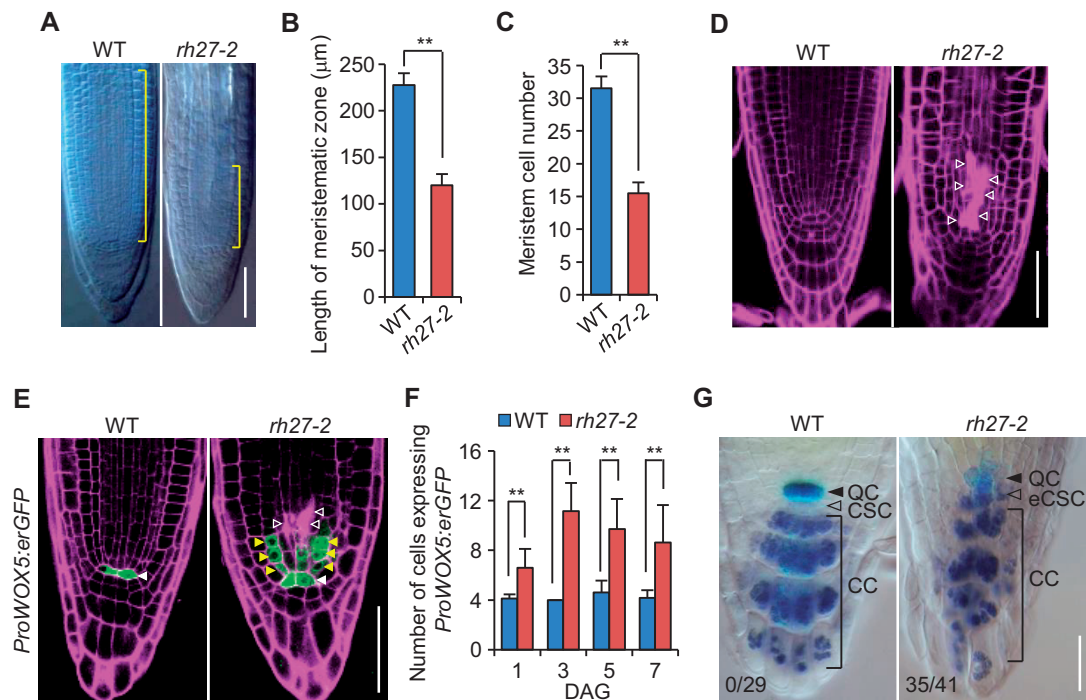 A
WT
rh27-2
B
Length of meristematic zone (μm)
250
200
150
100
50
0
**
WT
rh27-2
C
Meristem cell number
40
35
30
25
20
15
10
5
0
**
WT
rh27-2
D
WT
rh27-2
E
ProWOX5:erGFP
WT
rh27-2
F
WT
rh27-2
Number of cells expressing
ProWOX5:erGFP
16
12
8
4
0
**
**
**
**
1
3
5
7
DAG
G
WT
rh27-2
QC
CSC
CC
0/29
QC
eCSC
35/41